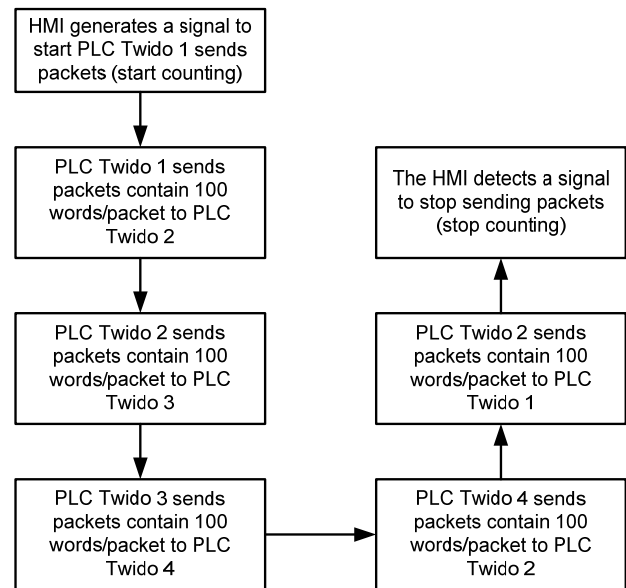 HMI generates a signal to
start PLC Twido 1 sends
packets (start counting)
PLC Twido 1 sends
packets contain 100
words/packet to PLC
Twido 2
PLC Twido 2 sends
packets contain 100
words/packet to PLC
Twido 3
PLC Twido 3 sends
packets contain 100
words/packet to PLC
Twido 4
PLC Twido 4 sends
packets contain 100
words/packet to PLC
Twido 2
PLC Twido 2 sends
packets contain 100
words/packet to PLC
Twido 1
The HMI detects a signal
to stop sending packets
(stop counting)